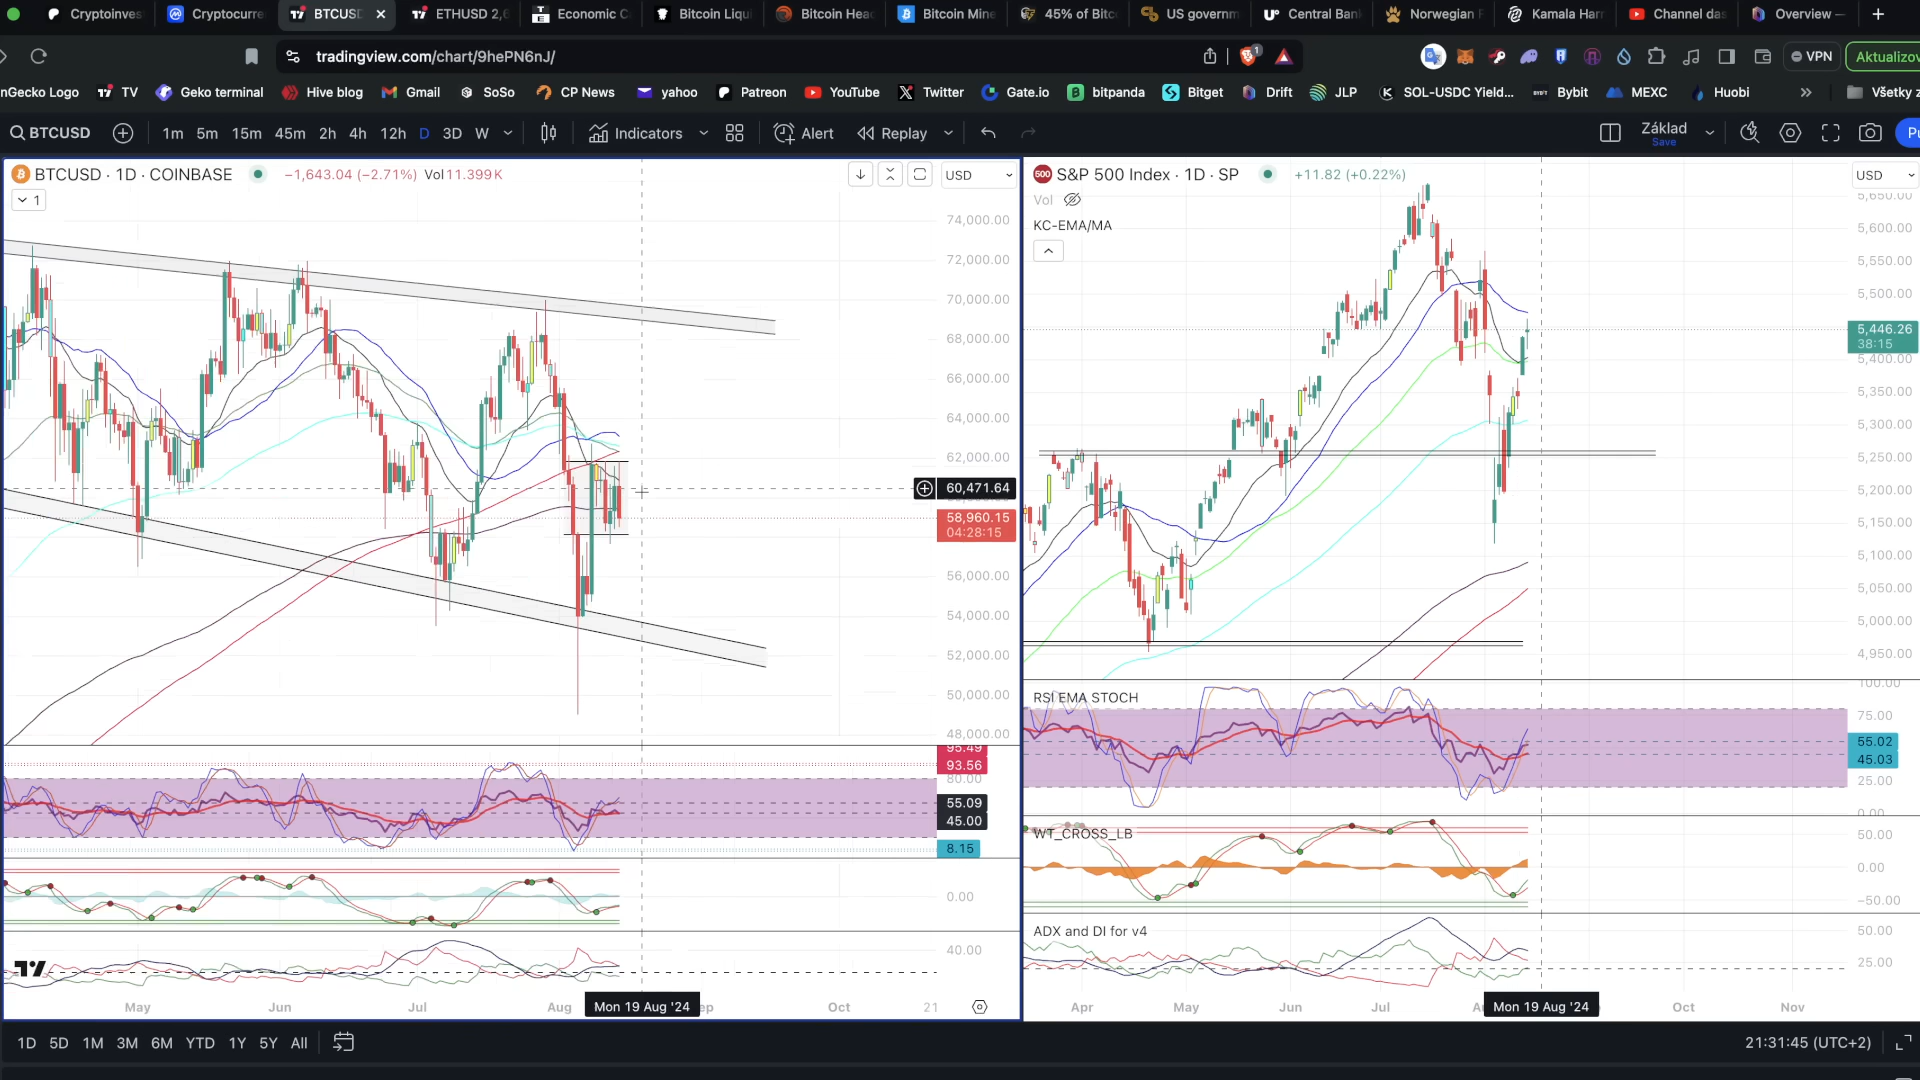 Cryptoinves
Cryptocurre
BTCUSD
ETHUSD 2,6
Economic C
Bitcoin Liqu
Bitcoin Hea
Bitcoin Mine
45% of Bitc
US governm
Central Ban
Norwegian F
Kamala Harr
Channel das
Overview —
tradingview.com/chart/9hePN6nJ/
1
VPN
Aktualizov
nGecko Logo
TV
Geko terminal
Hive blog
Gmail
SoSo
CP News
yahoo
Patreon
YouTube
Twitter
Gate.io
bitpanda
Bitget
Drift
JLP
SOL-USDC Yield...
Bybit
MEXC
Huobi
Všetky z
BTCUSD
1m 5m 15m 45m 2h 4h 12h D 3D W
Indicators
Alert
Replay
Základ
Save
Pu
BTCUSD · 1D · COINBASE
−1,643.04 (−2.71%) Vol 11.399 K
USD
1
74,000.00
72,000.00
70,000.00
68,000.00
66,000.00
64,000.00
62,000.00
60,471.64
58,960.15
04:28:15
56,000.00
54,000.00
52,000.00
50,000.00
48,000.00
95.49
93.56
80.00
55.09
45.00
8.15
0.00
40.00
May Jun Jul Aug Mon 19 Aug '24 ep Oct 21
S&P 500 Index · 1D · SP
+11.82 (+0.22%)
USD
Vol
KC-EMA/MA
5,650.00
5,600.00
5,550.00
5,500.00
5,446.26
38:15
5,400.00
5,350.00
5,300.00
5,250.00
5,200.00
5,150.00
5,100.00
5,050.00
5,000.00
4,950.00
RSI EMA STOCH
100.00
75.00
55.02
45.03
25.00
0.00
WT_CROSS_LB
50.00
0.00
−50.00
ADX and DI for v4
50.00
25.00
Apr May Jun Jul A Mon 19 Aug '24 Oct Nov
1D 5D 1M 3M 6M YTD 1Y 5Y All
21:31:45 (UTC+2)